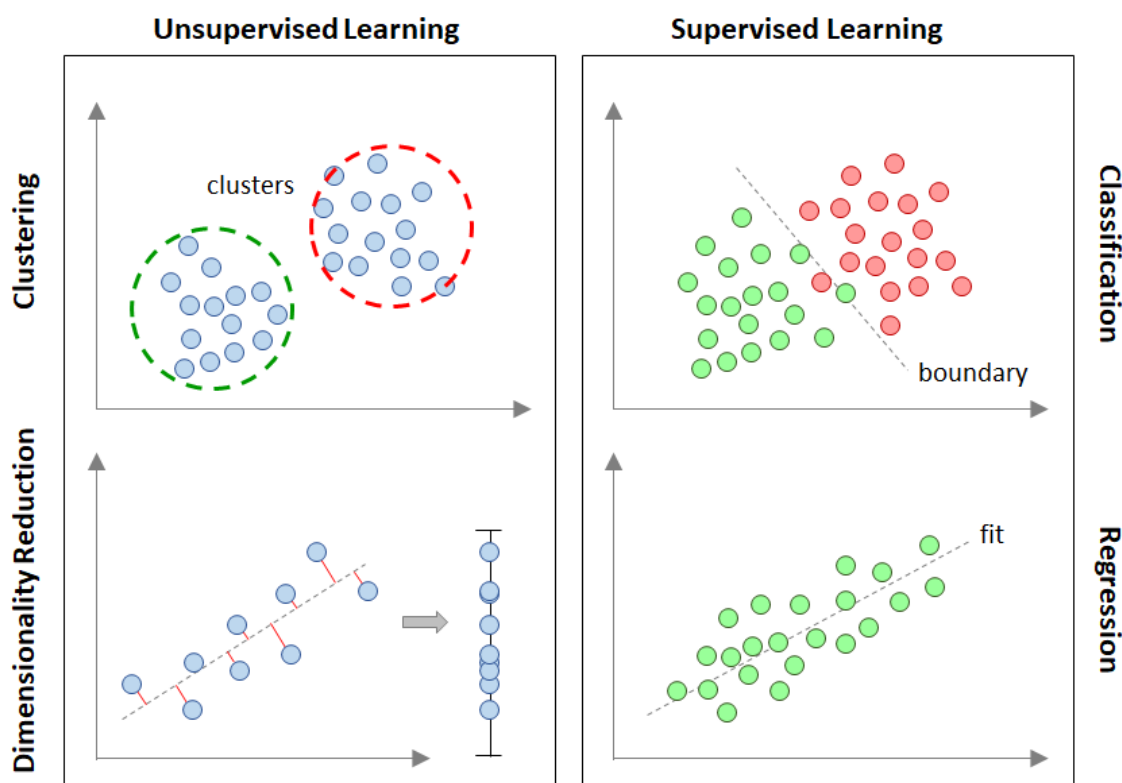 Unsupervised Learning
Supervised Learning
Clustering
clusters
boundary
Classification
Dimensionality Reduction
fit
Regression